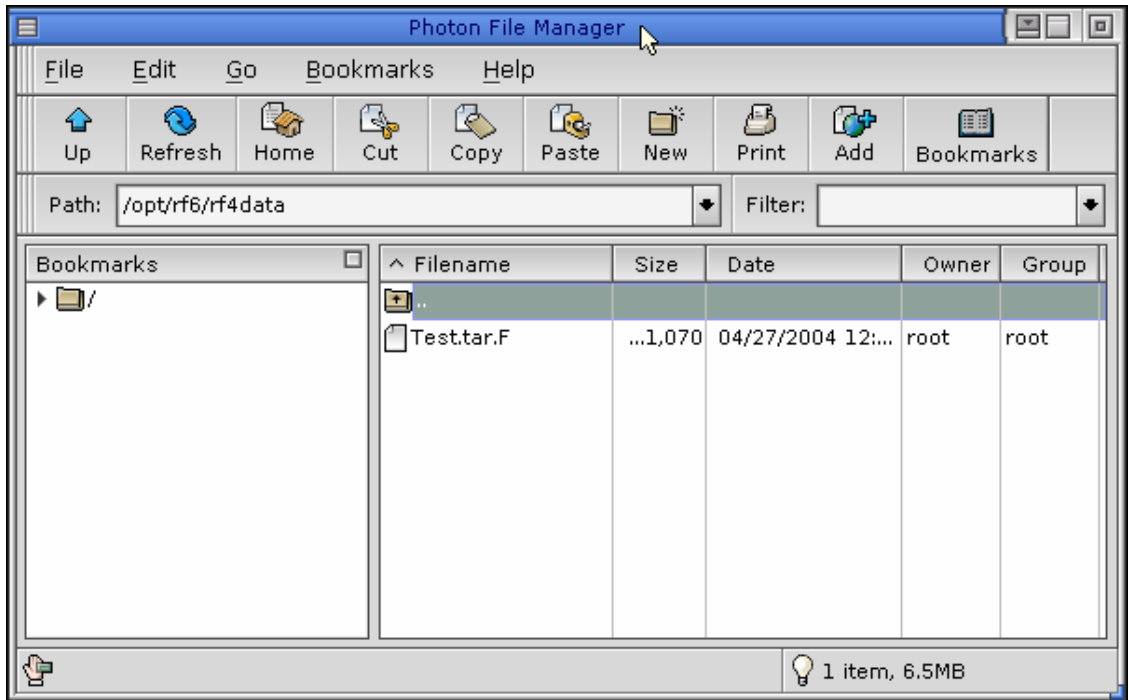 Photon File Manager
File Edit Go Bookmarks Help
Up Refresh Home Cut Copy Paste New Print Add Bookmarks
Path: /opt/rf6/rf4data Filter:
Bookmarks ^ Filename Size Date Owner Group
/ ..
Test.tar.F ...1,070 04/27/2004 12:... root root
1 item, 6.5MB